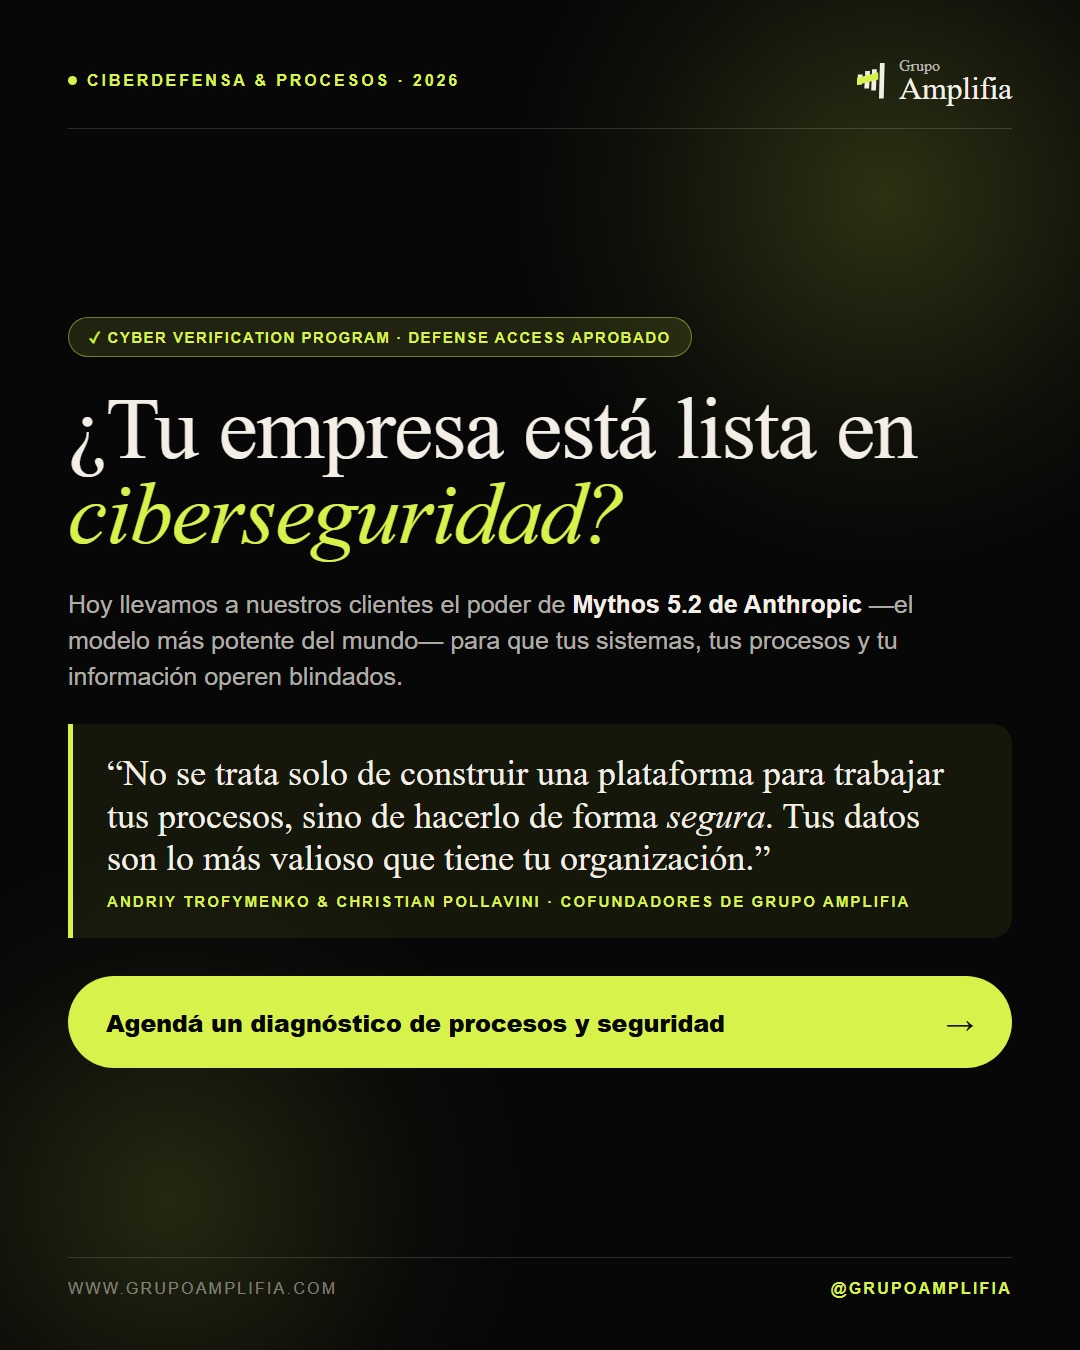 CIBERDEFENSA & PROCESOS · 2026
Grupo
Amplifia
✓ CYBER VERIFICATION PROGRAM · DEFENSE ACCESS APROBADO
¿Tu empresa está lista en
ciberseguridad?
Hoy llevamos a nuestros clientes el poder de Mythos 5.2 de Anthropic —el
modelo más potente del mundo— para que tus sistemas, tus procesos y tu
información operen blindados.
“No se trata solo de construir una plataforma para trabajar
tus procesos, sino de hacerlo de forma segura. Tus datos
son lo más valioso que tiene tu organización.”
ANDRIY TROFYMENKO & CHRISTIAN POLLAVINI · COFUNDADORES DE GRUPO AMPLIFIA
Agendá un diagnóstico de procesos y seguridad →
WWW.GRUPOAMPLIFIA.COM
@GRUPOAMPLIFIA